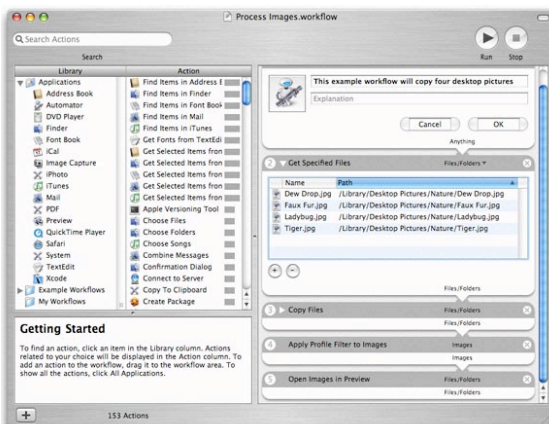 Process Images.workflow
Search Actions
Run
Stop
Search
Library
Action
Applications
Address Book
Automator
DVD Player
Finder
Font Book
iCal
Image Capture
iPhoto
iTunes
Mail
PDF
Preview
QuickTime Player
Safari
System
TextEdit
Xcode
Example Workflows
My Workflows
Find Items in Address
Find Items in Finder
Find Items in Font Book
Find Items in Mail
Find Items in iTunes
Get Fonts from TextEdi
Get Selected Items fron
Get Selected Items from
Get Selected Items from
Get Selected Items from
Get Selected Items from
Apple Versioning Tool
Choose Files
Choose Folders
Choose Songs
Combine Messages
Confirmation Dialog
Connect to Server
Copy To Clipboard
Create Package
Getting Started
To find an action, click an item in the Library column. Actions
related to your choice will be displayed in the Action column. To
add an action to the workflow, drag it to the workflow area. To
show all the actions, click All Applications.
153 Actions
This example workflow will copy four desktop pictures
Explanation
Cancel
OK
Anything
2 Get Specified Files Files/Folders
Name Path
Dew Drop.jpg /Library/Desktop Pictures/Nature/Dew Drop.jpg
Faux Fur.jpg /Library/Desktop Pictures/Nature/Faux Fur.jpg
Ladybug.jpg /Library/Desktop Pictures/Nature/Ladybug.jpg
Tiger.jpg /Library/Desktop Pictures/Nature/Tiger.jpg
Files/Folders
3 Copy Files Files/Folders
Files/Folders
4 Apply Profile Filter to Images Images
Images
5 Open Images in Preview Files/Folders
Files/Folders